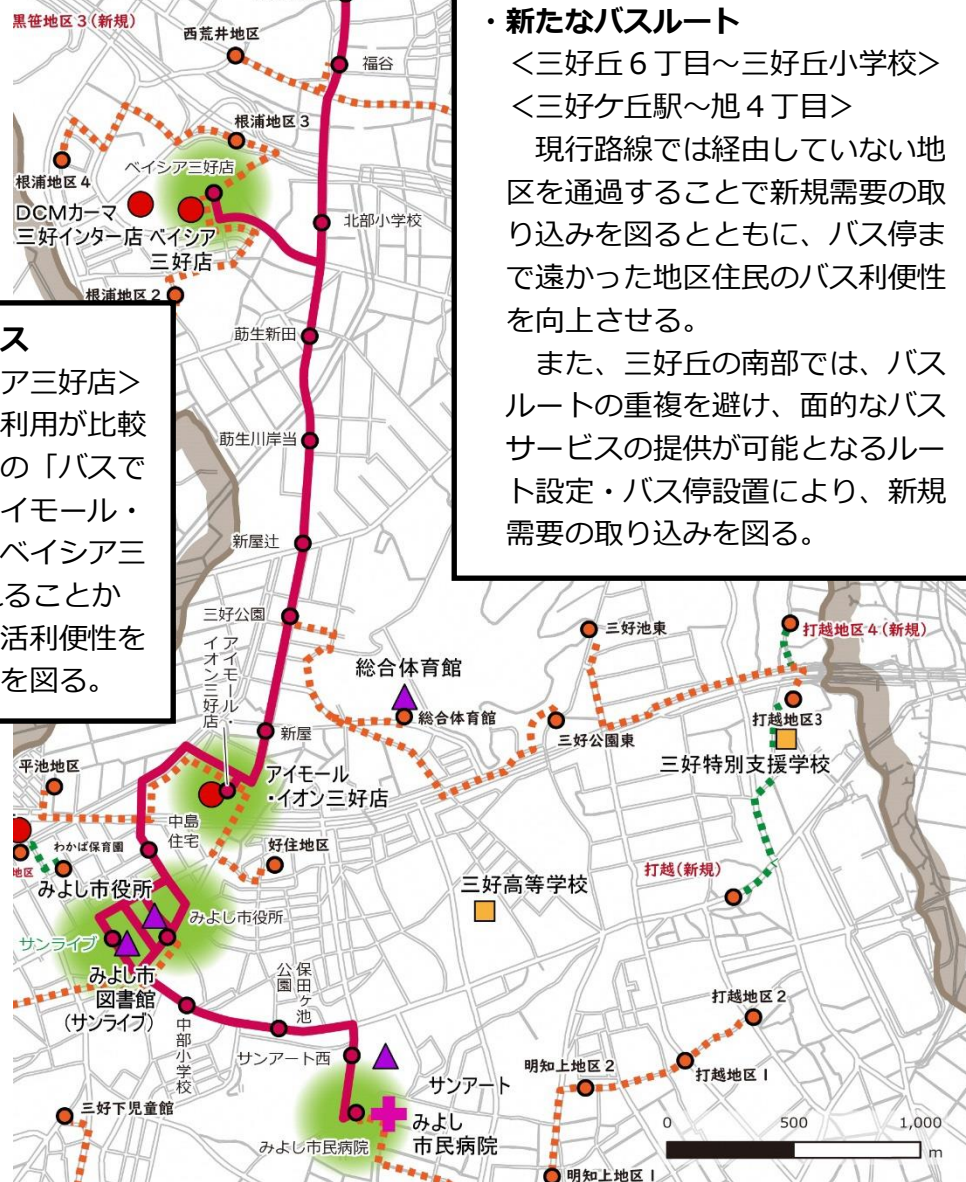 黒笹地区3(新規)
西荒井地区
福谷
・新たなバスルート
＜三好丘６丁目～三好丘小学校＞
＜三好ケ丘駅～旭４丁目＞
現行路線では経由していない地
区を通過することで新規需要の取
り込みを図るとともに、バス停ま
で遠かった地区住民のバス利便性
を向上させる。
また、三好丘の南部では、バス
ルートの重複を避け、面的なバス
サービスの提供が可能となるルー
ト設定・バス停設置により、新規
需要の取り込みを図る。
根浦地区3
ベイシア三好店
根浦地区4
DCMカーマ
三好インター店
ベイシア
三好店
北部小学校
根浦地区2
莇生新田
ス
ア三好店＞
利用が比較
の「バスで
イモール・
ベイシア三
ることか
活利便性を
を図る。
莇生川岸当
新屋辻
三好公園
アイモール・
イオン三好店
新屋
総合体育館
総合体育館
三好池東
打越地区4(新規)
三好公園東
打越地区3
三好特別支援学校
平池地区
アイモール
・イオン三好店
中島
住宅
わかば保育園
地区
好住地区
みよし市役所
みよし市役所
三好高等学校
打越(新規)
サンライブ
みよし市
図書館
(サンライブ)
中部小学校
保田ケ池
公園
サンアート西
サンアート
打越地区2
打越地区1
明知上地区2
三好下児童館
みよし市民病院
みよし
市民病院
明知上地区1
0 500 1,000
m